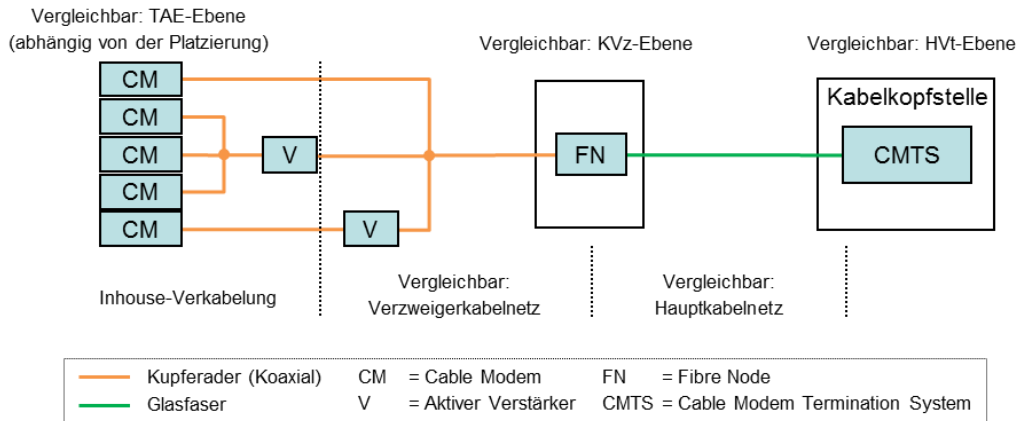 Vergleichbar: TAE-Ebene
(abhängig von der Platzierung)
Vergleichbar: KVz-Ebene
Vergleichbar: HVt-Ebene
CM
CM
CM
CM
CM
V
V
FN
Kabelkopfstelle
CMTS
Inhouse-Verkabelung
Vergleichbar:
Verzweigerkabelnetz
Vergleichbar:
Hauptkabelnetz
Kupferader (Koaxial) CM = Cable Modem FN = Fibre Node
Glasfaser V = Aktiver Verstärker CMTS = Cable Modem Termination System